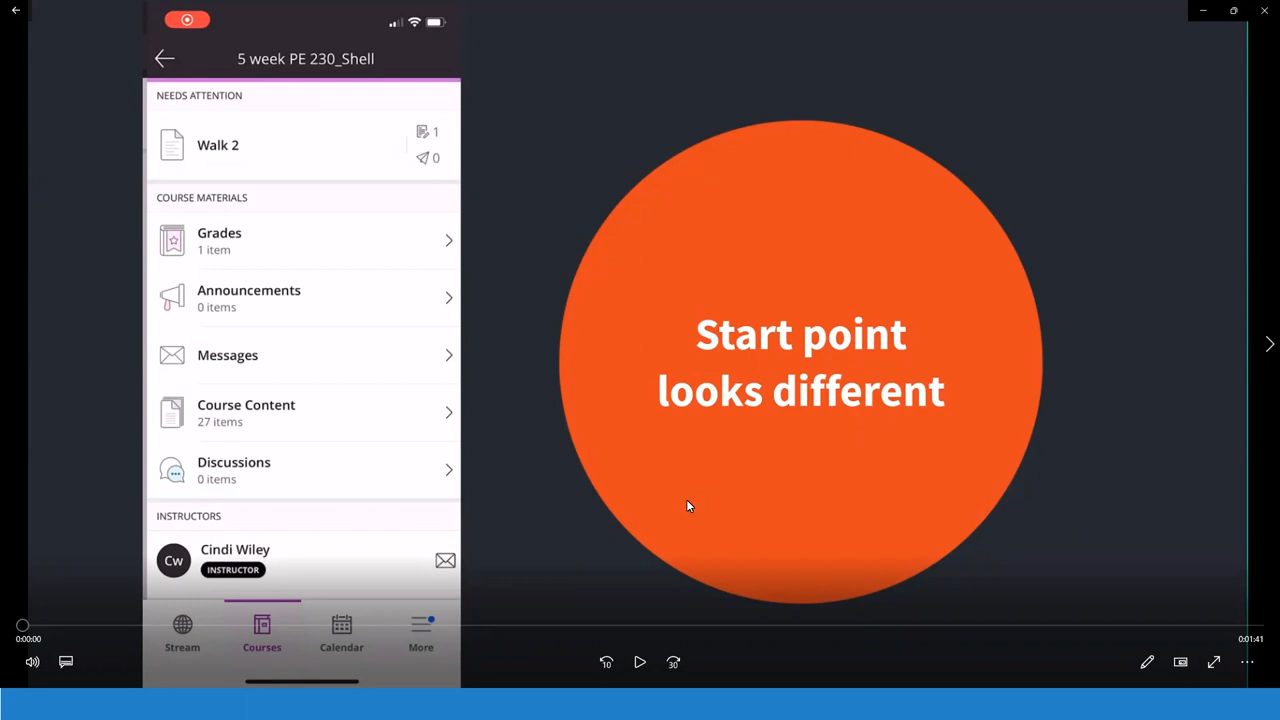 5 week PE 230_Shell
NEEDS ATTENTION
Walk 2
1
0
COURSE MATERIALS
Grades
1 item
Announcements
0 items
Messages
Course Content
27 items
Discussions
0 items
INSTRUCTORS
Cw
Cindi Wiley
INSTRUCTOR
Stream
Courses
Calendar
More
Start point
looks different
0:00:00
0:01:41
10
30